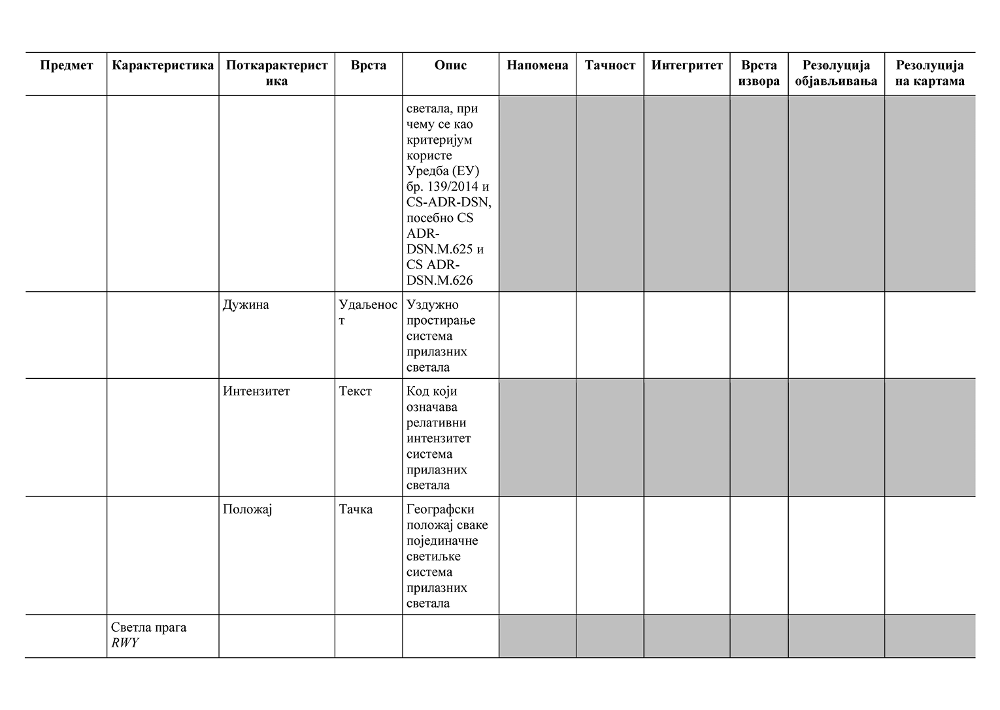 Предмет Карактеристика Поткарактерист Врста Опис Напомена Тачност Интегритет Врста Резолуција Резолуција
ика извора објављивања на картама
светала, при
чему се као
критеријум
користе
Уредба (ЕУ)
бр. 139/2014 и
CS-ADR-DSN,
посебно CS
ADR-
DSN.M.625 и
CS ADR-
DSN.M.626
Дужина Удаљенос Уздужно
т простирање
система
прилазних
светала
Интензитет Текст Код који
означава
релативни
интензитет
система
прилазних
светала
Положај Тачка Географски
положај сваке
појединачне
светиљке
система
прилазних
светала
Светла прага
RWY